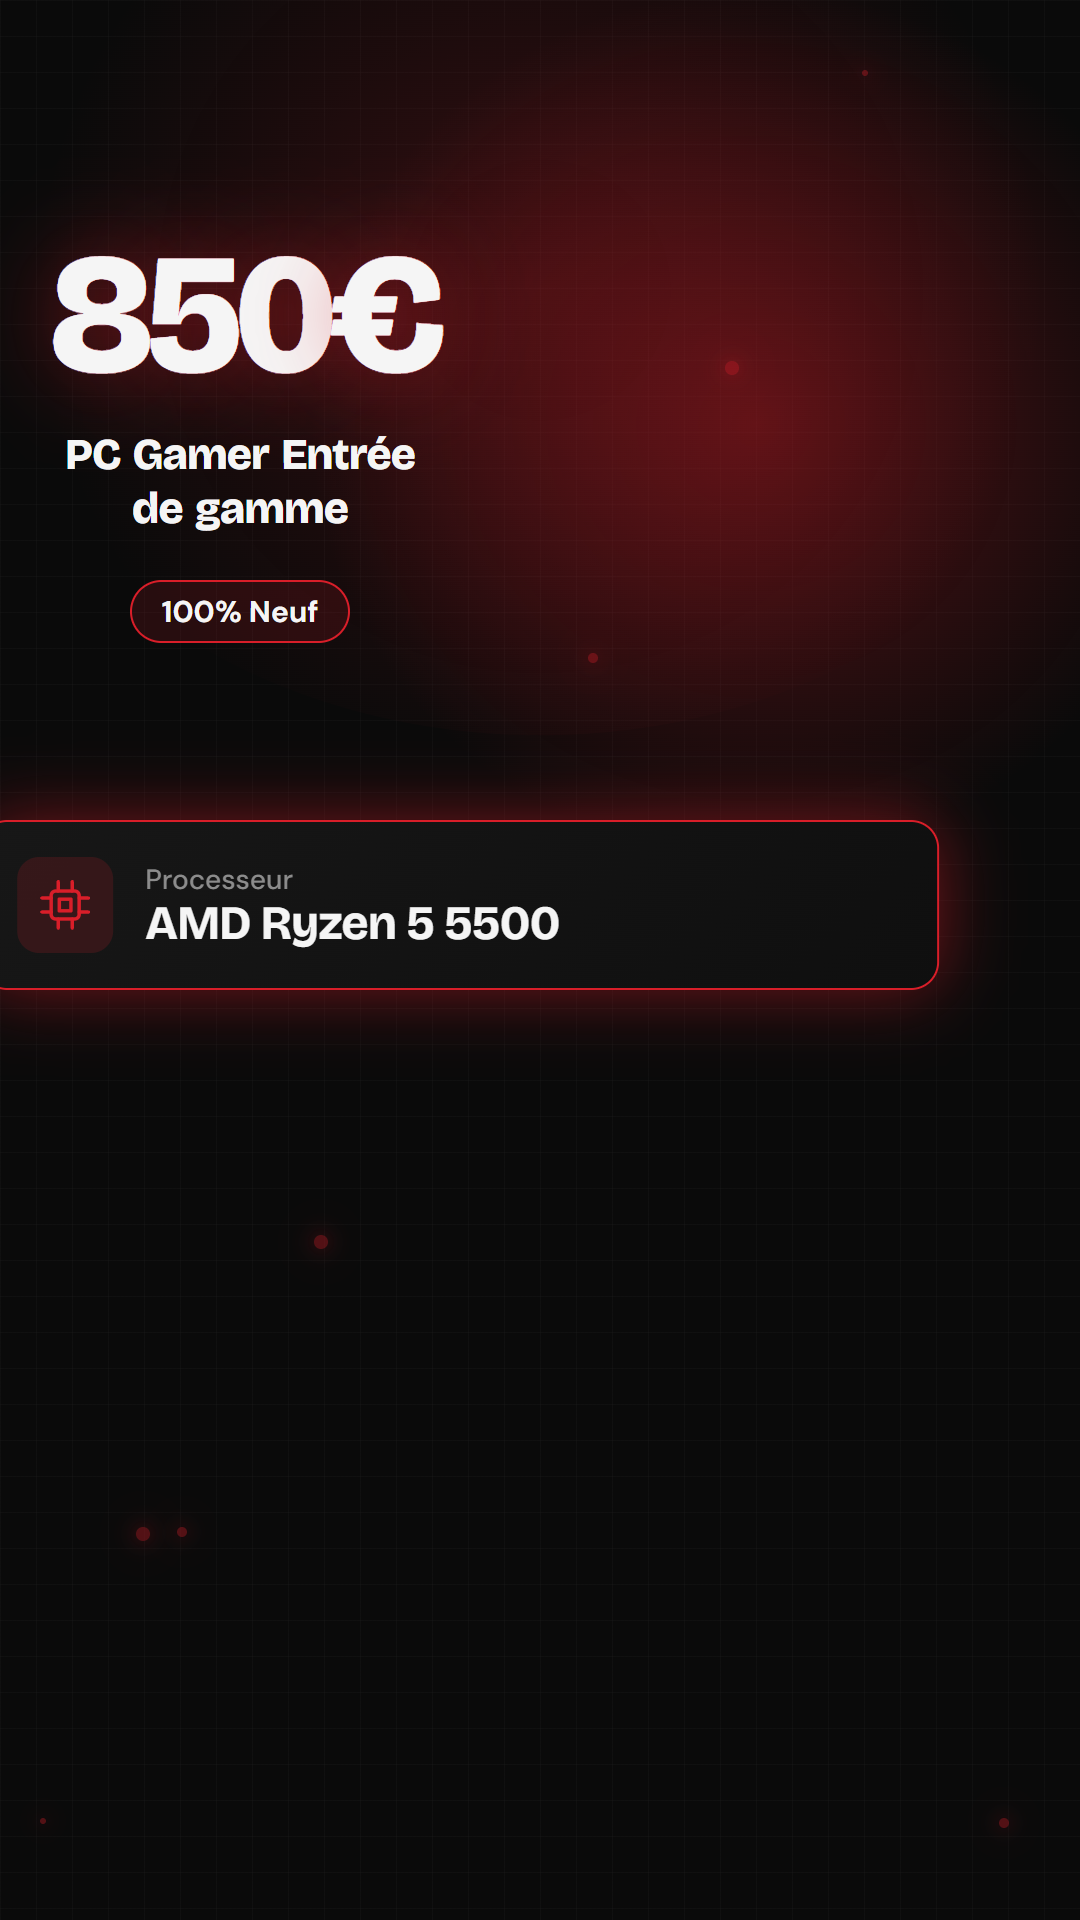 850€
PC Gamer Entrée
de gamme
100% Neuf
Processeur
AMD Ryzen 5 5500